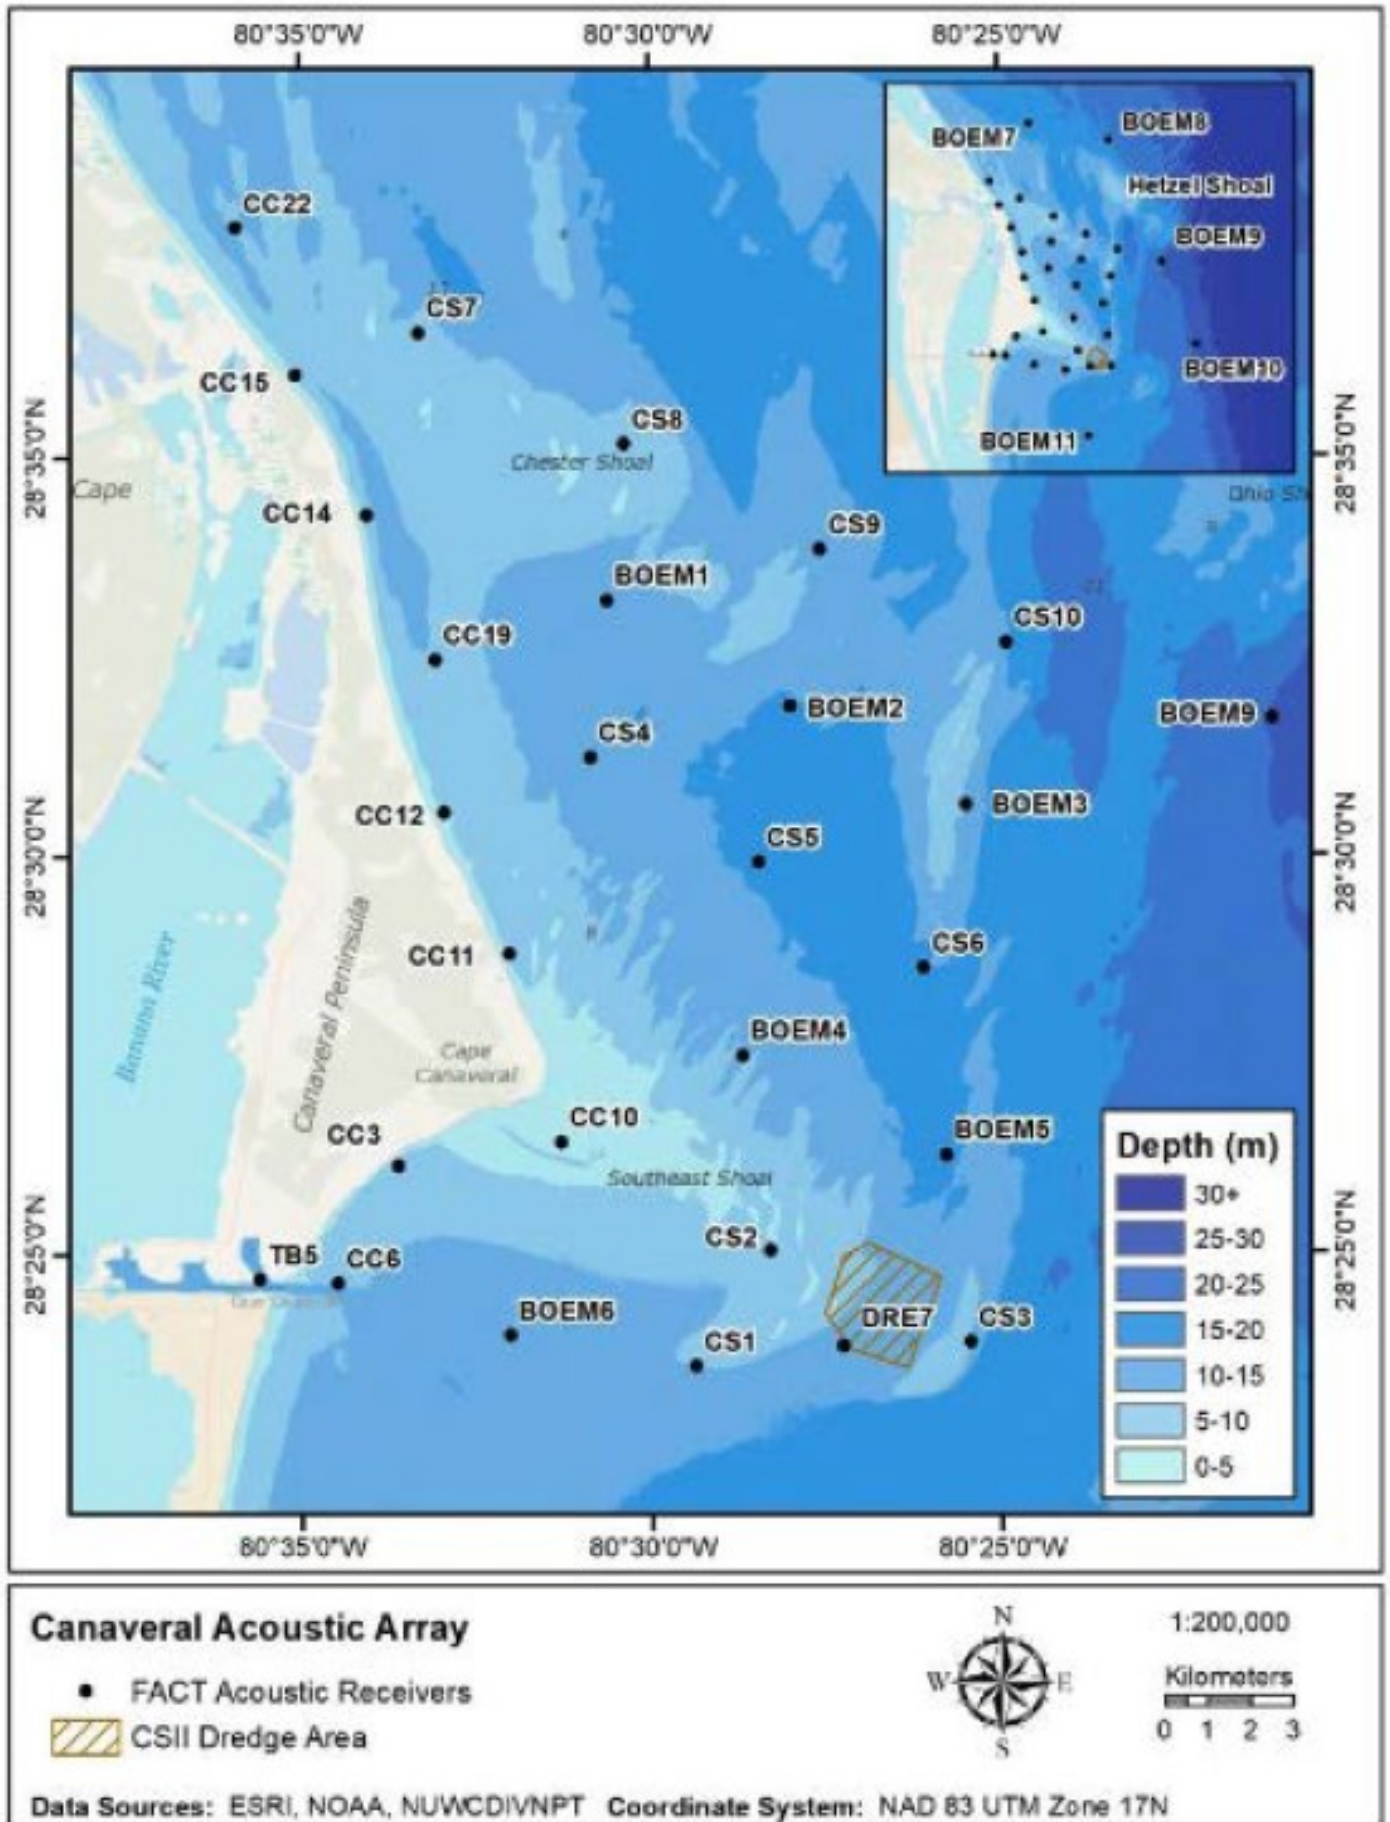 80°35'0"W 80°30'0"W 80°25'0"W
BOEM7
BOEM8
Hetzel Shoal
BOEM9
BOEM10
BOEM11
CC22
CS7
CC15
CS8
Chester Shoal
28°35'0"N
28°35'0"N
Cape
Ohio Sh
CC14
CS9
BOEM1
CS10
CC19
BOEM2
BOEM9
CS4
BOEM3
CC12
CS5
28°30'0"N
28°30'0"N
Canaveral Peninsula
Banana River
8
CC11
CS6
BOEM4
Cape
Canaveral
CC10
CC3
BOEM5
Southeast Shoal
28°25'0"N
28°25'0"N
CS2
TB5
CC6
BOEM6
DRE7
CS3
CS1
Depth (m)
30+
25-30
20-25
15-20
10-15
5-10
0-5
80°35'0"W 80°30'0"W 80°25'0"W
Canaveral Acoustic Array
FACT Acoustic Receivers
CSII Dredge Area
N
W E
S
1:200,000
Kilometers
0 1 2 3
Data Sources: ESRI, NOAA, NUWCDIVNPT Coordinate System: NAD 83 UTM Zone 17N